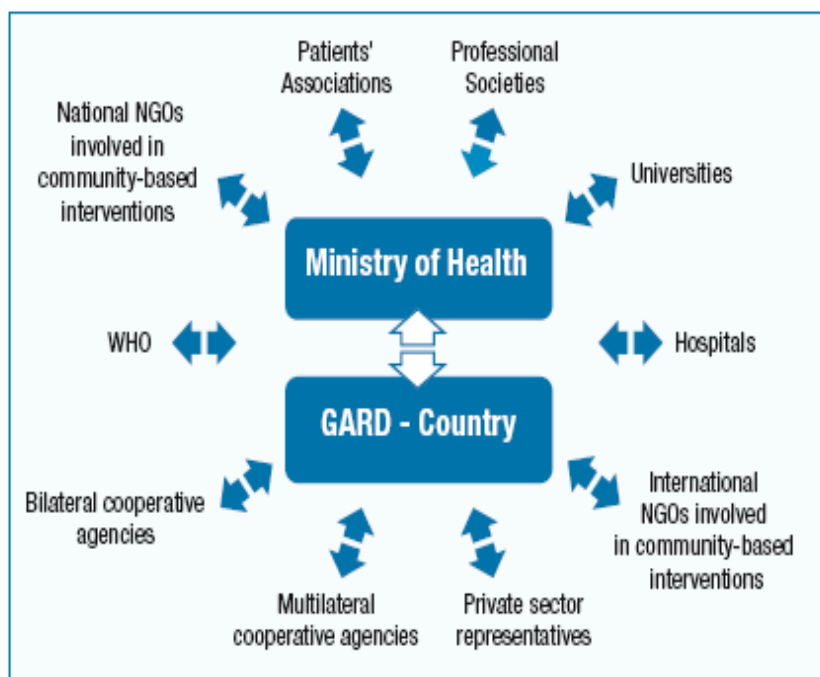 Patients'
Associations
Professional
Societies
National NGOs
involved in
community-based
interventions
Universities
Ministry of Health
WHO
Hospitals
GARD - Country
Bilateral cooperative
agencies
International
NGOs involved
in community-based
interventions
Multilateral
cooperative agencies
Private sector
representatives